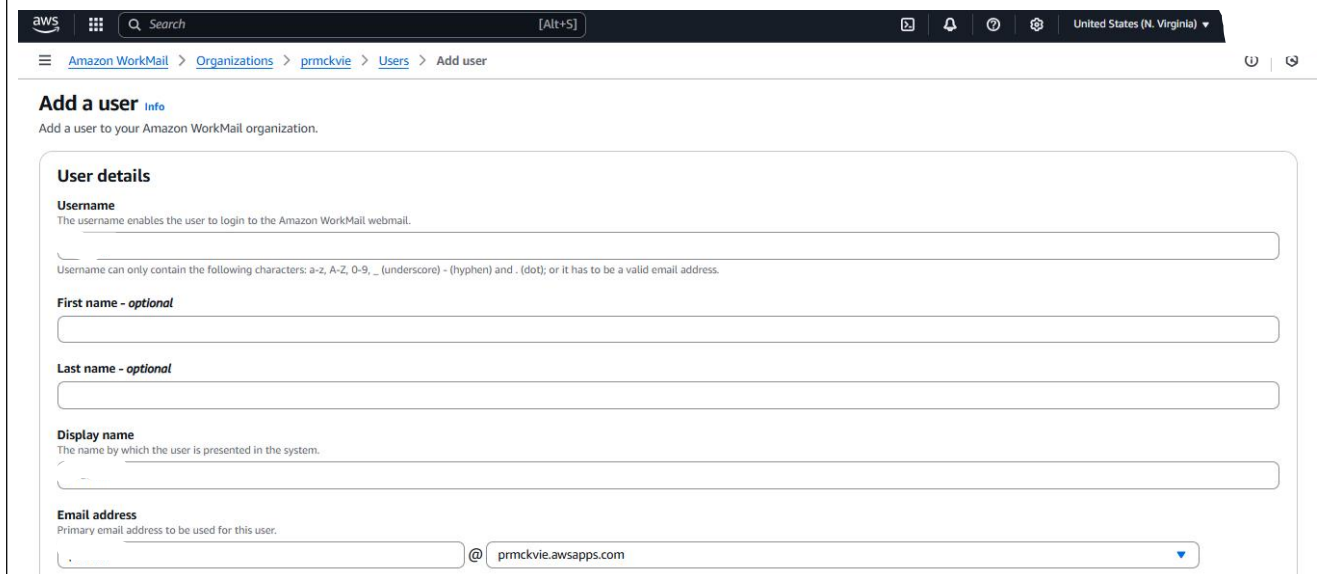 aws Search [Alt+S] United States (N. Virginia)
Amazon WorkMail > Organizations > prmckvie > Users > Add user
Add a user Info
Add a user to your Amazon WorkMail organization.
User details
Username
The username enables the user to login to the Amazon WorkMail webmail.
Username can only contain the following characters: a-z, A-Z, 0-9, _ (underscore) - (hyphen) and . (dot); or it has to be a valid email address.
First name - optional
Last name - optional
Display name
The name by which the user is presented in the system.
Email address
Primary email address to be used for this user.
@ prmckvie.awsapps.com